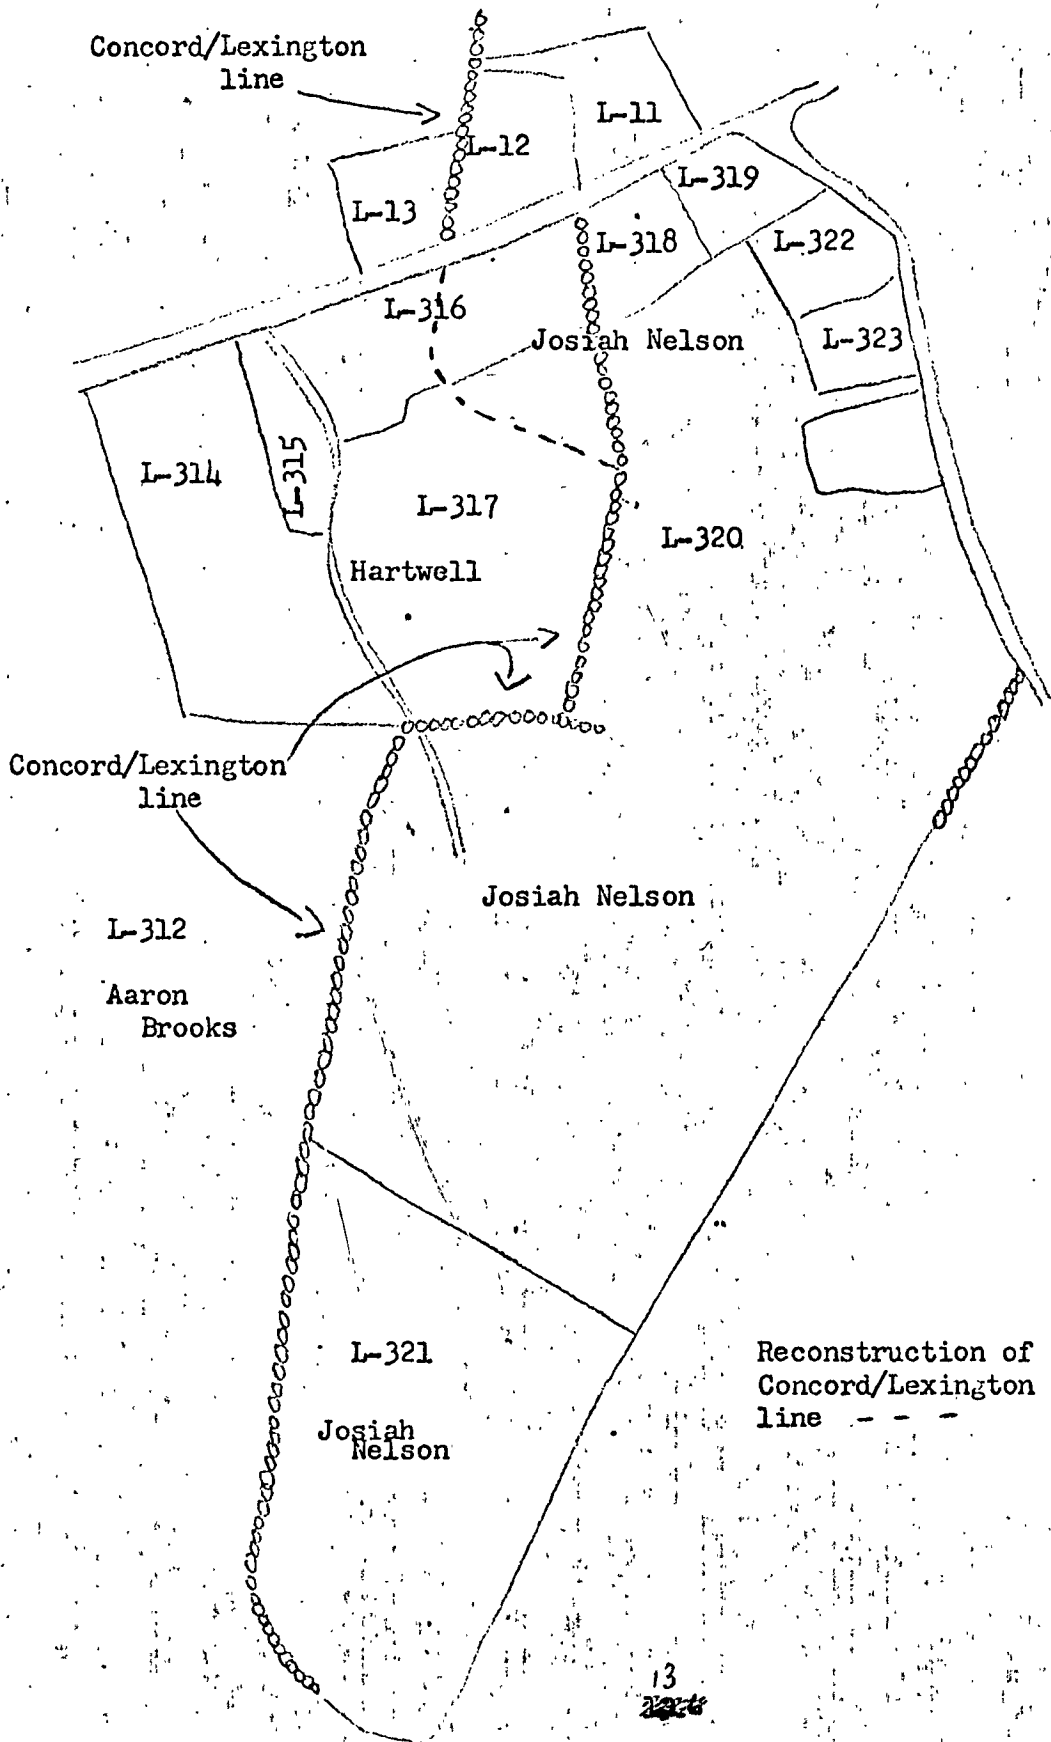 Concord/Lexington
line
L-11
L-12
L-319
L-13
L-318
L-322
L-316
Josiah Nelson
L-323
L-314
L-315
L-317
L-320
Hartwell
Concord/Lexington
line
Josiah Nelson
L-312
Aaron
Brooks
L-321
Reconstruction of
Concord/Lexington
line - - -
Josiah
Nelson
13